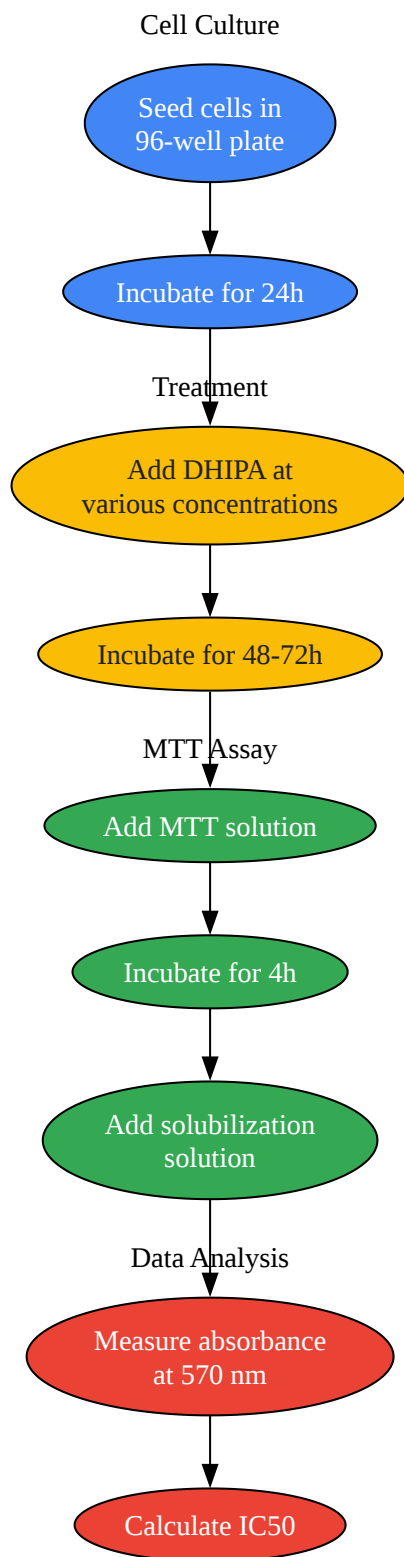 Cell Culture
Seed cells in
96-well plate
Incubate for 24h
Treatment
Add DHIPA at
various concentrations
Incubate for 48-72h
MTT Assay
Add MTT solution
Incubate for 4h
Add solubilization
solution
Data Analysis
Measure absorbance
at 570 nm
Calculate IC50